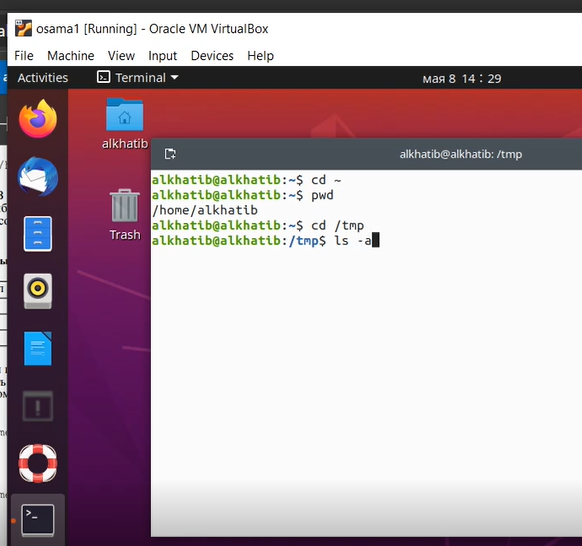 osama1 [Running] - Oracle VM VirtualBox
File Machine View Input Devices Help
Activities Terminal мая 8 14:29
alkhatib
Trash
alkhatib@alkhatib: /tmp
alkhatib@alkhatib:~$ cd ~
alkhatib@alkhatib:~$ pwd
/home/alkhatib
alkhatib@alkhatib:~$ cd /tmp
alkhatib@alkhatib:/tmp$ ls -a